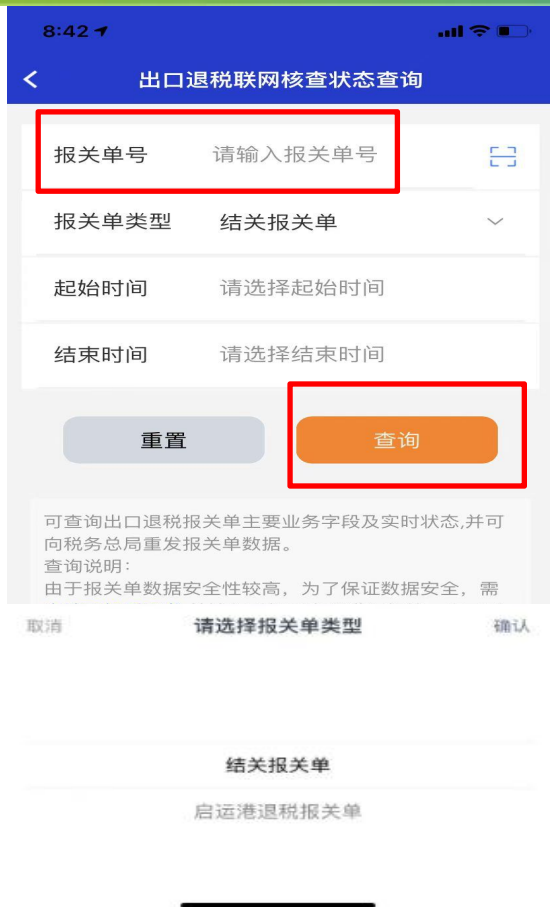 8:42
出口退税联网核查状态查询
报关单号 请输入报关单号
报关单类型 结关报关单
起始时间 请选择起始时间
结束时间 请选择结束时间
重置 查询
可查询出口退税报关单主要业务字段及实时状态,并可
向税务总局重发报关单数据。
查询说明:
由于报关单数据安全性较高，为了保证数据安全，需
取消 请选择报关单类型 确认
结关报关单
启运港退税报关单